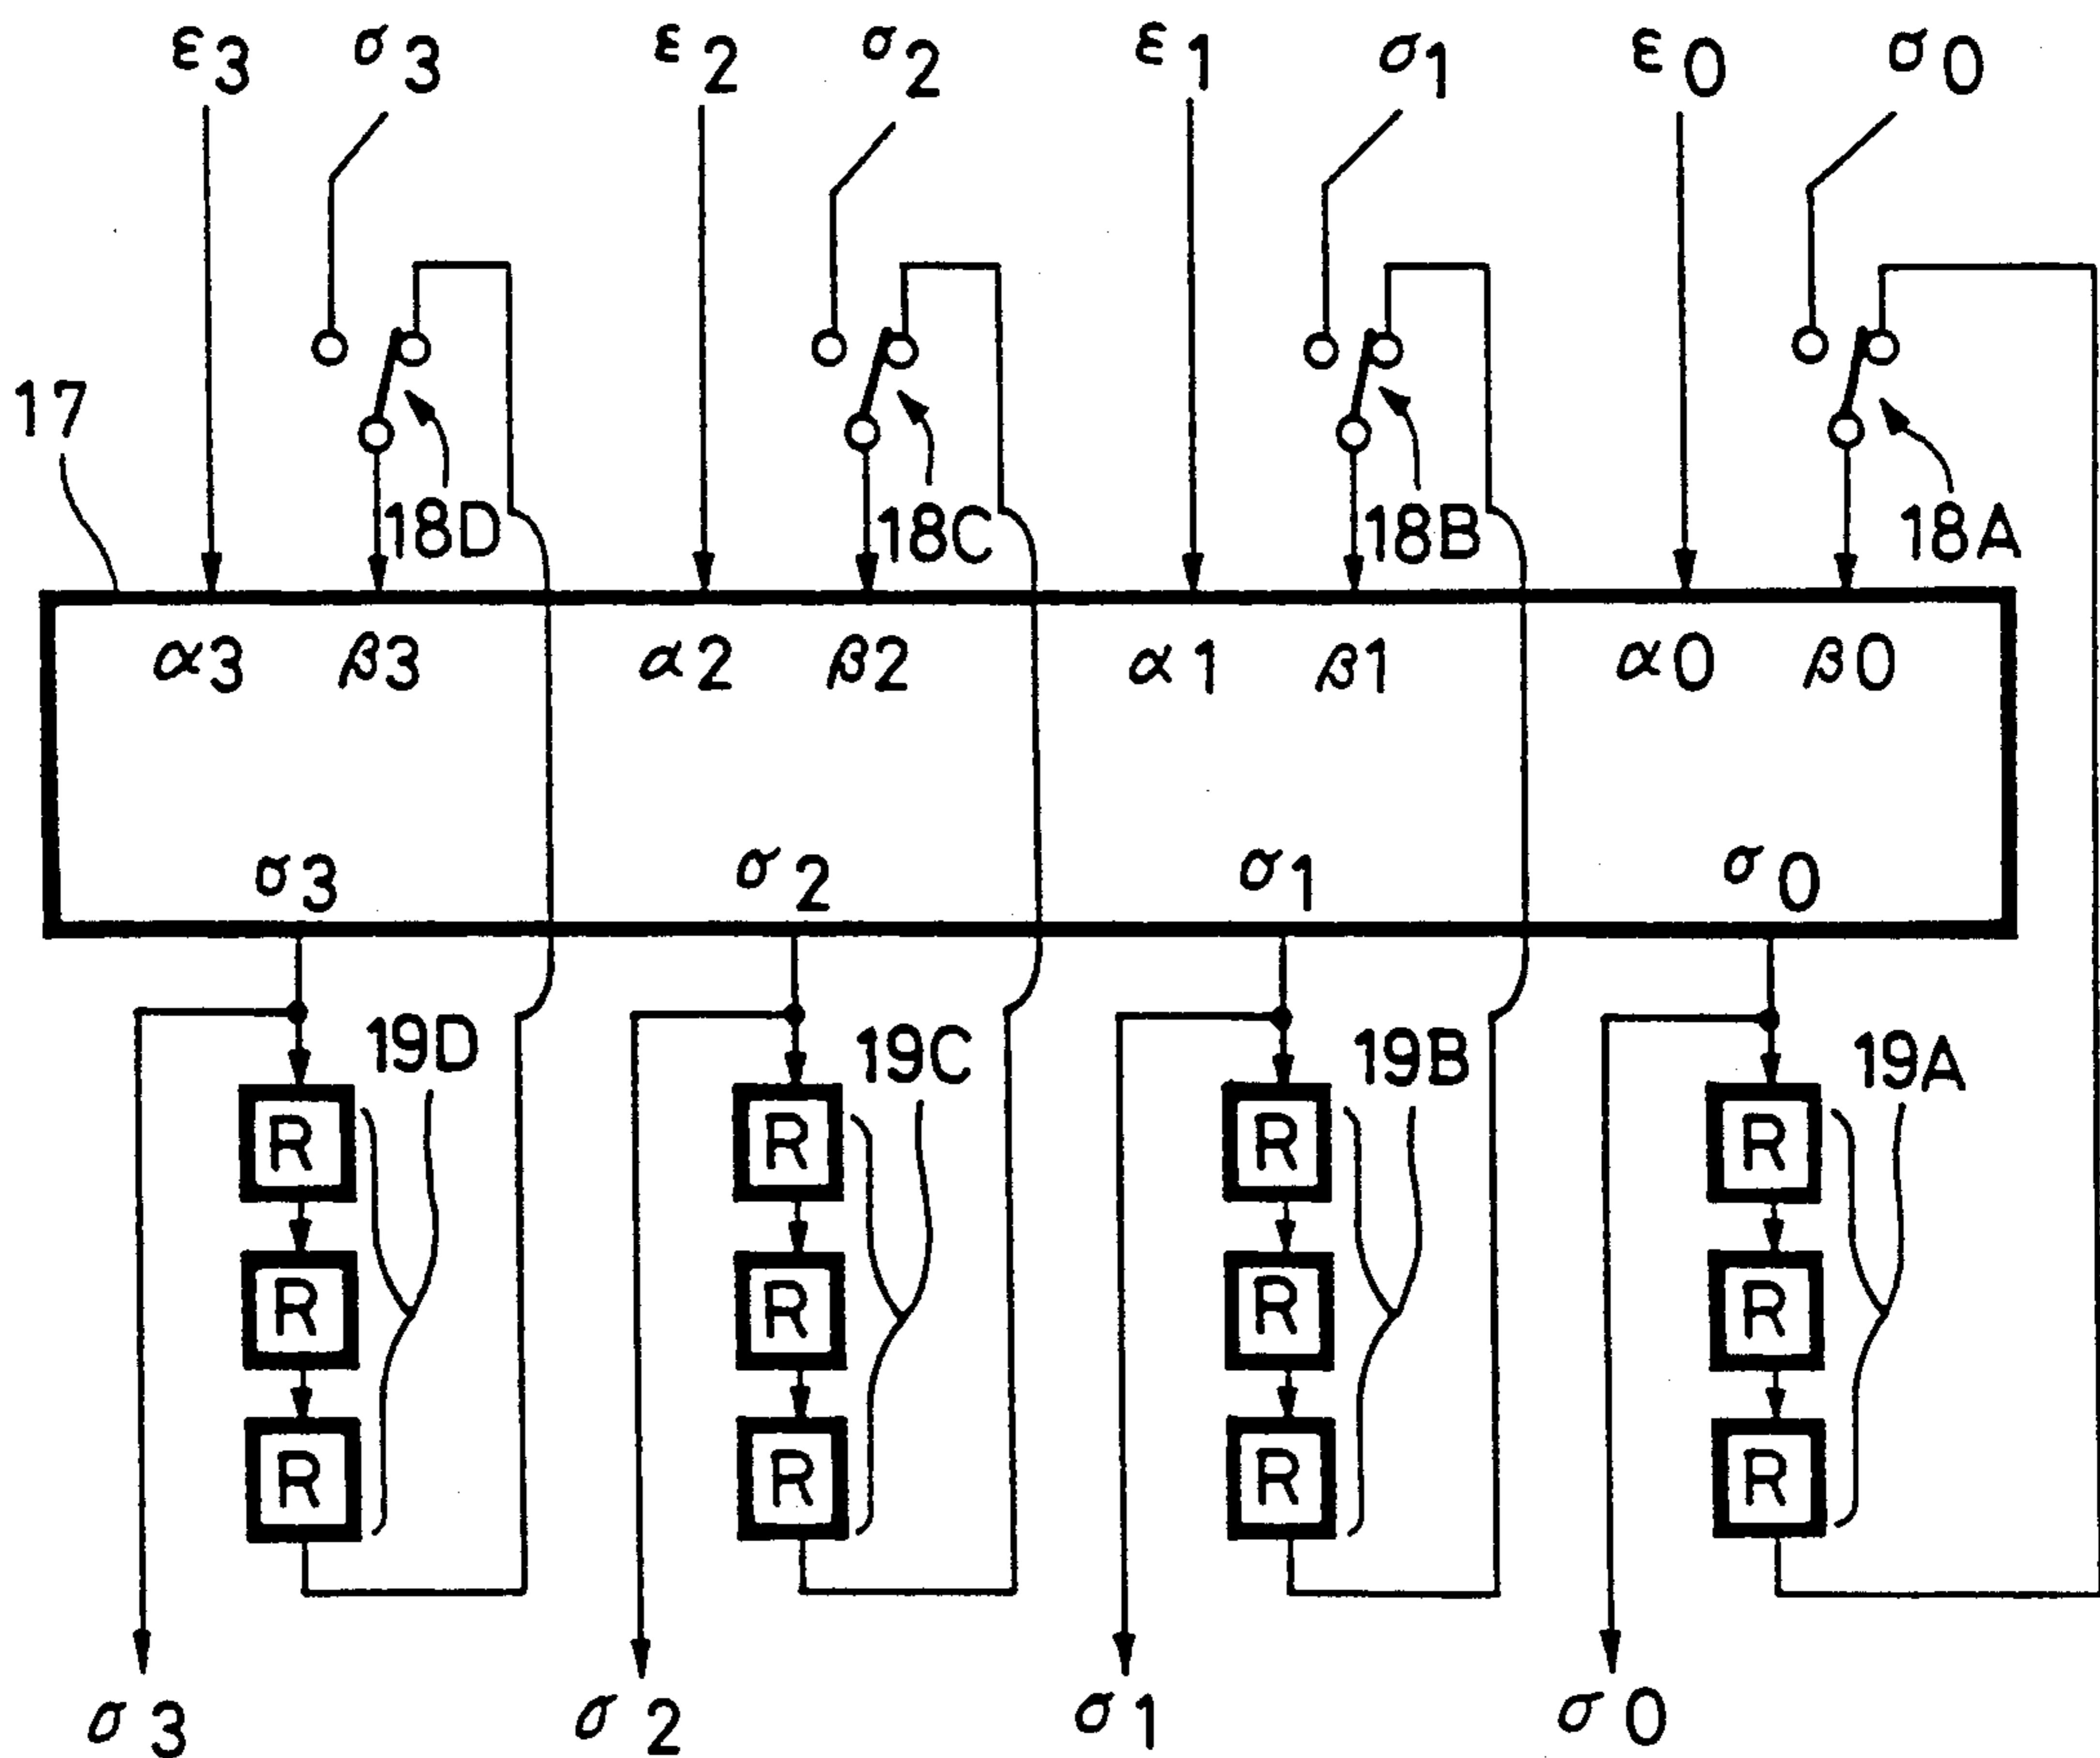 ε3 σ3 ε2 σ2 ε1 σ1 ε0 σ0
17
18D 18C 18B 18A
α3 β3 α2 β2 α1 β1 α0 β0
σ3 σ2 σ1 σ0
19D 19C 19B 19A
R R R R
R R R R
R R R R
σ3 σ2 σ1 σ0